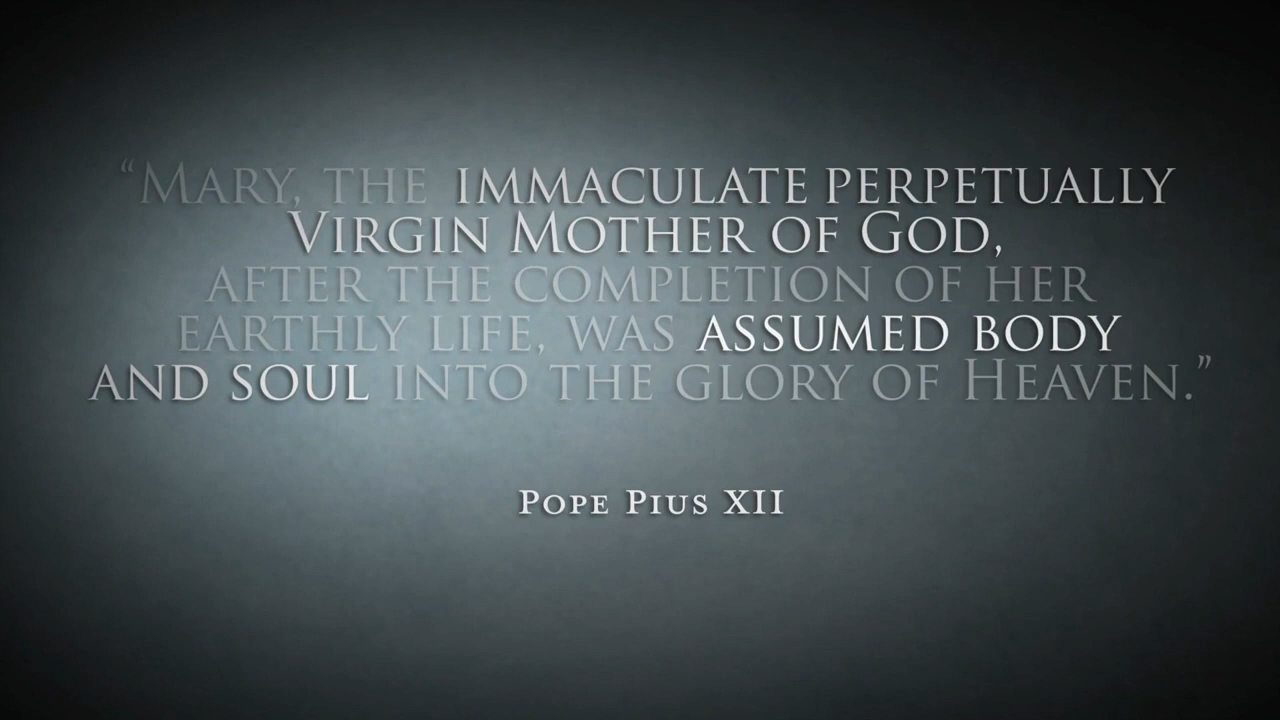 “Mary, the immaculate perpetually
Virgin Mother of God,
after the completion of her
earthly life, was assumed body
and soul into the glory of Heaven.”
Pope Pius XII